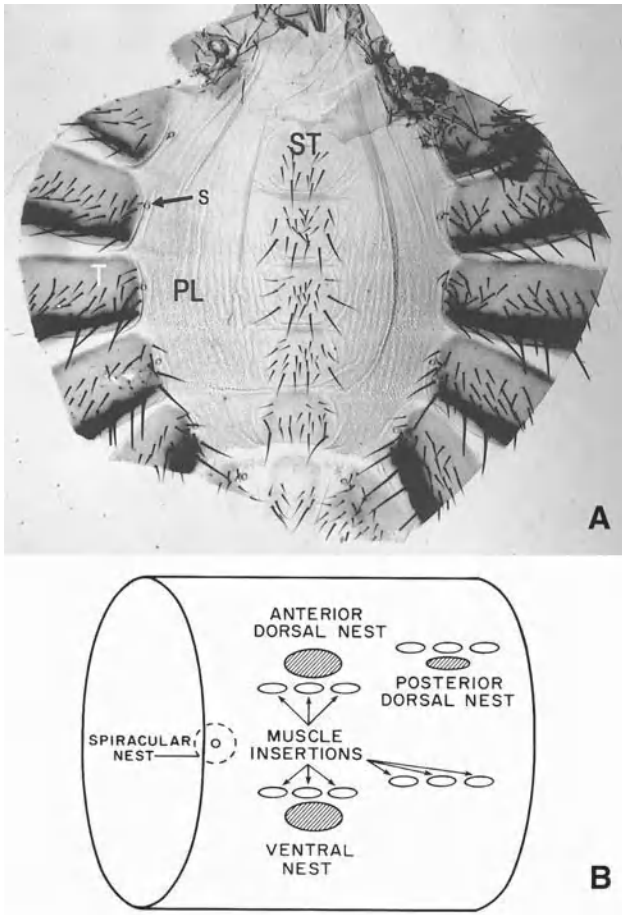 ST
S
T
PL
A
ANTERIOR
DORSAL NEST
POSTERIOR
DORSAL NEST
SPIRACULAR
NEST
MUSCLE
INSERTIONS
VENTRAL
NEST
B